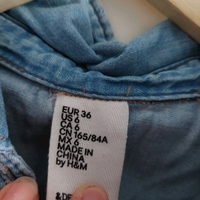 EUR 36
US 6
CA 6
CN 165/84A
MX 6
MADE IN
CHINA
by H&M